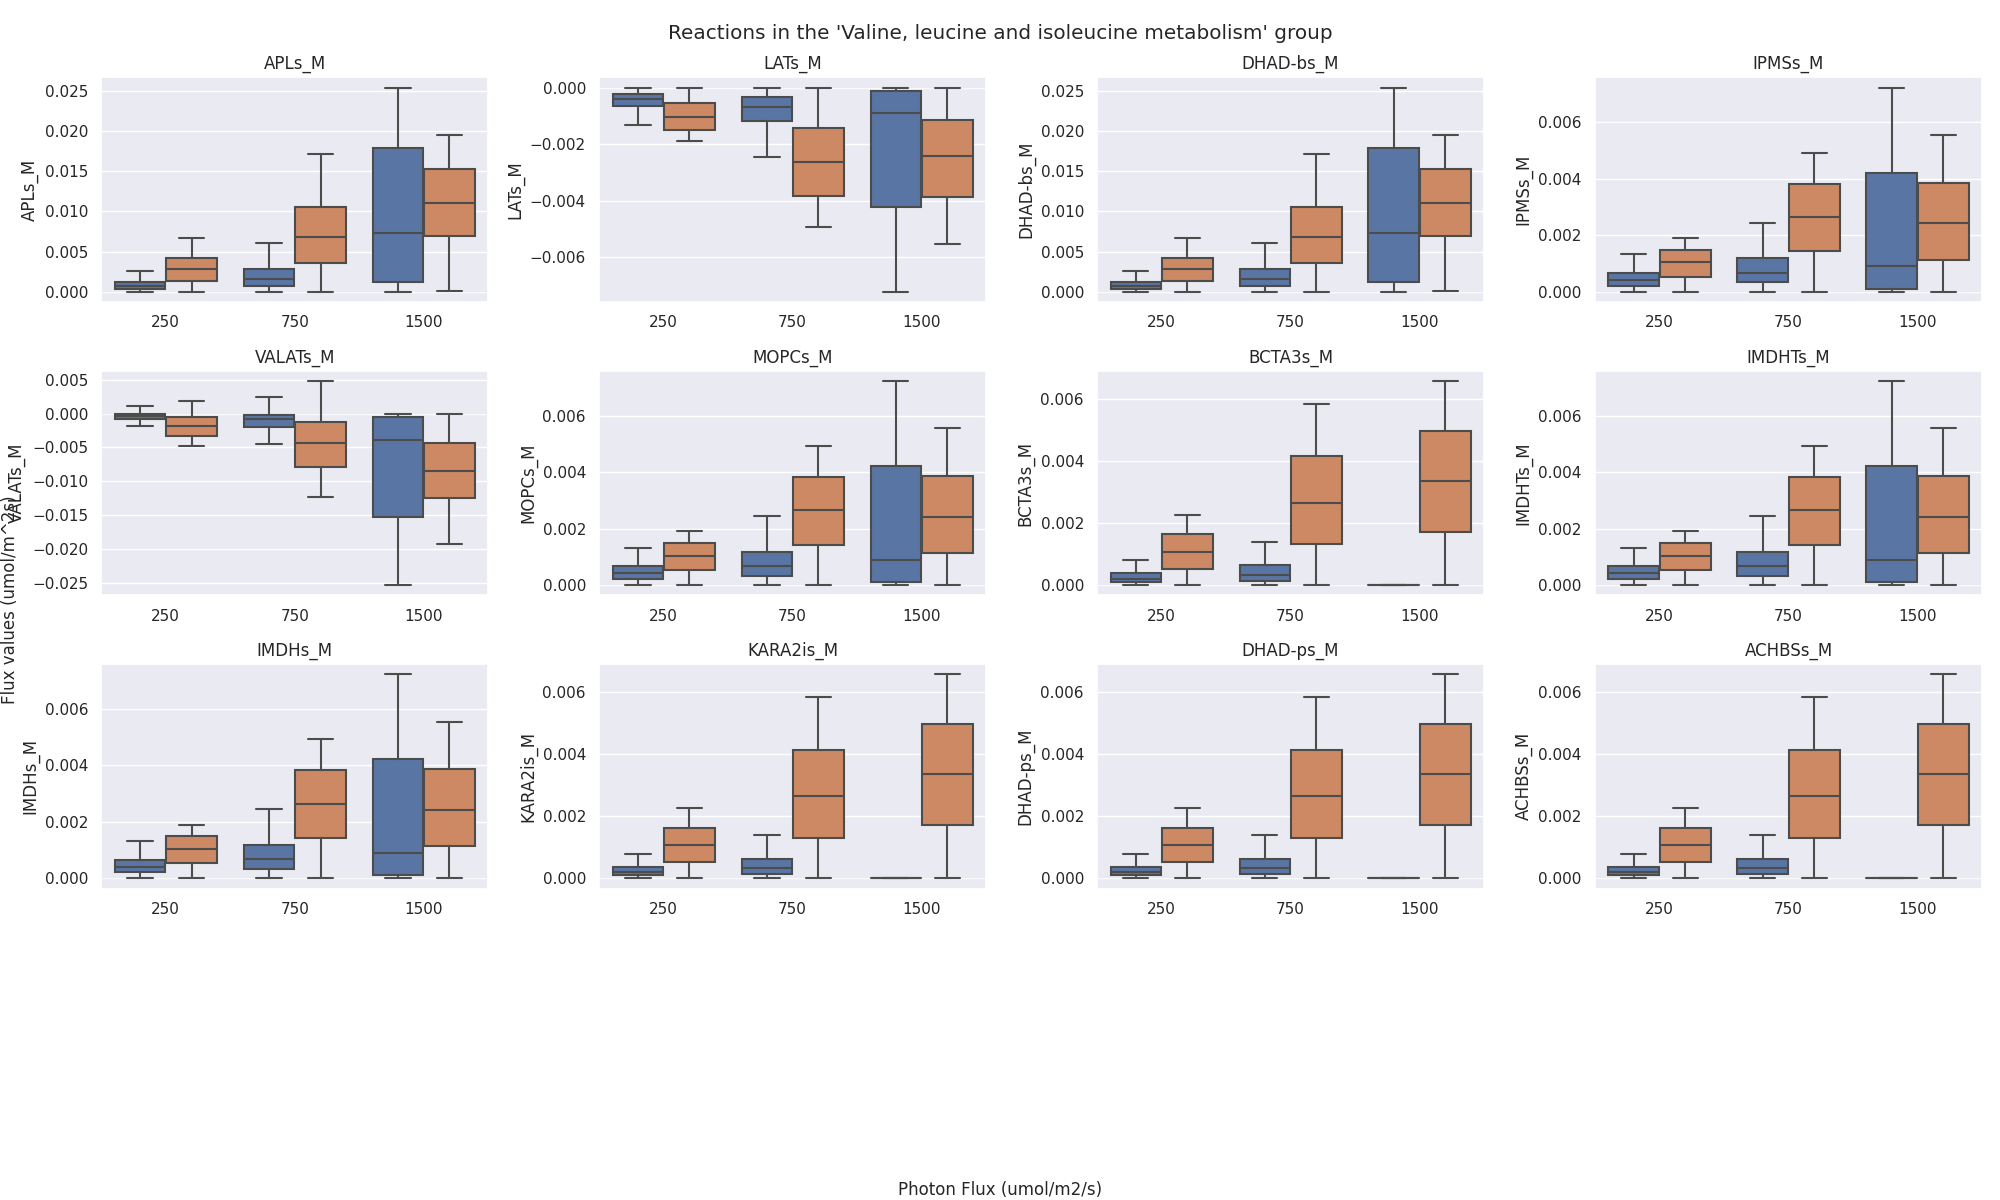 Reactions in the 'Valine, leucine and isoleucine metabolism' group
APLs_M
LATs_M
DHAD-bs_M
IPMSs_M
APLs_M
0.025
0.020
0.015
0.010
0.005
0.000
250 750 1500
LATs_M
0.000
−0.002
−0.004
−0.006
250 750 1500
DHAD-bs_M
0.025
0.020
0.015
0.010
0.005
0.000
250 750 1500
IPMSs_M
0.006
0.004
0.002
0.000
250 750 1500
VALATs_M
MOPCs_M
BCTA3s_M
IMDHTs_M
VALATs_M
0.005
0.000
−0.005
−0.010
−0.015
−0.020
−0.025
250 750 1500
MOPCs_M
0.006
0.004
0.002
0.000
250 750 1500
BCTA3s_M
0.006
0.004
0.002
0.000
250 750 1500
IMDHTs_M
0.006
0.004
0.002
0.000
250 750 1500
Flux values (umol/m^2s)
IMDHs_M
KARA2is_M
DHAD-ps_M
ACHBSs_M
IMDHs_M
0.006
0.004
0.002
0.000
250 750 1500
KARA2is_M
0.006
0.004
0.002
0.000
250 750 1500
DHAD-ps_M
0.006
0.004
0.002
0.000
250 750 1500
ACHBSs_M
0.006
0.004
0.002
0.000
250 750 1500
Photon Flux (umol/m2/s)